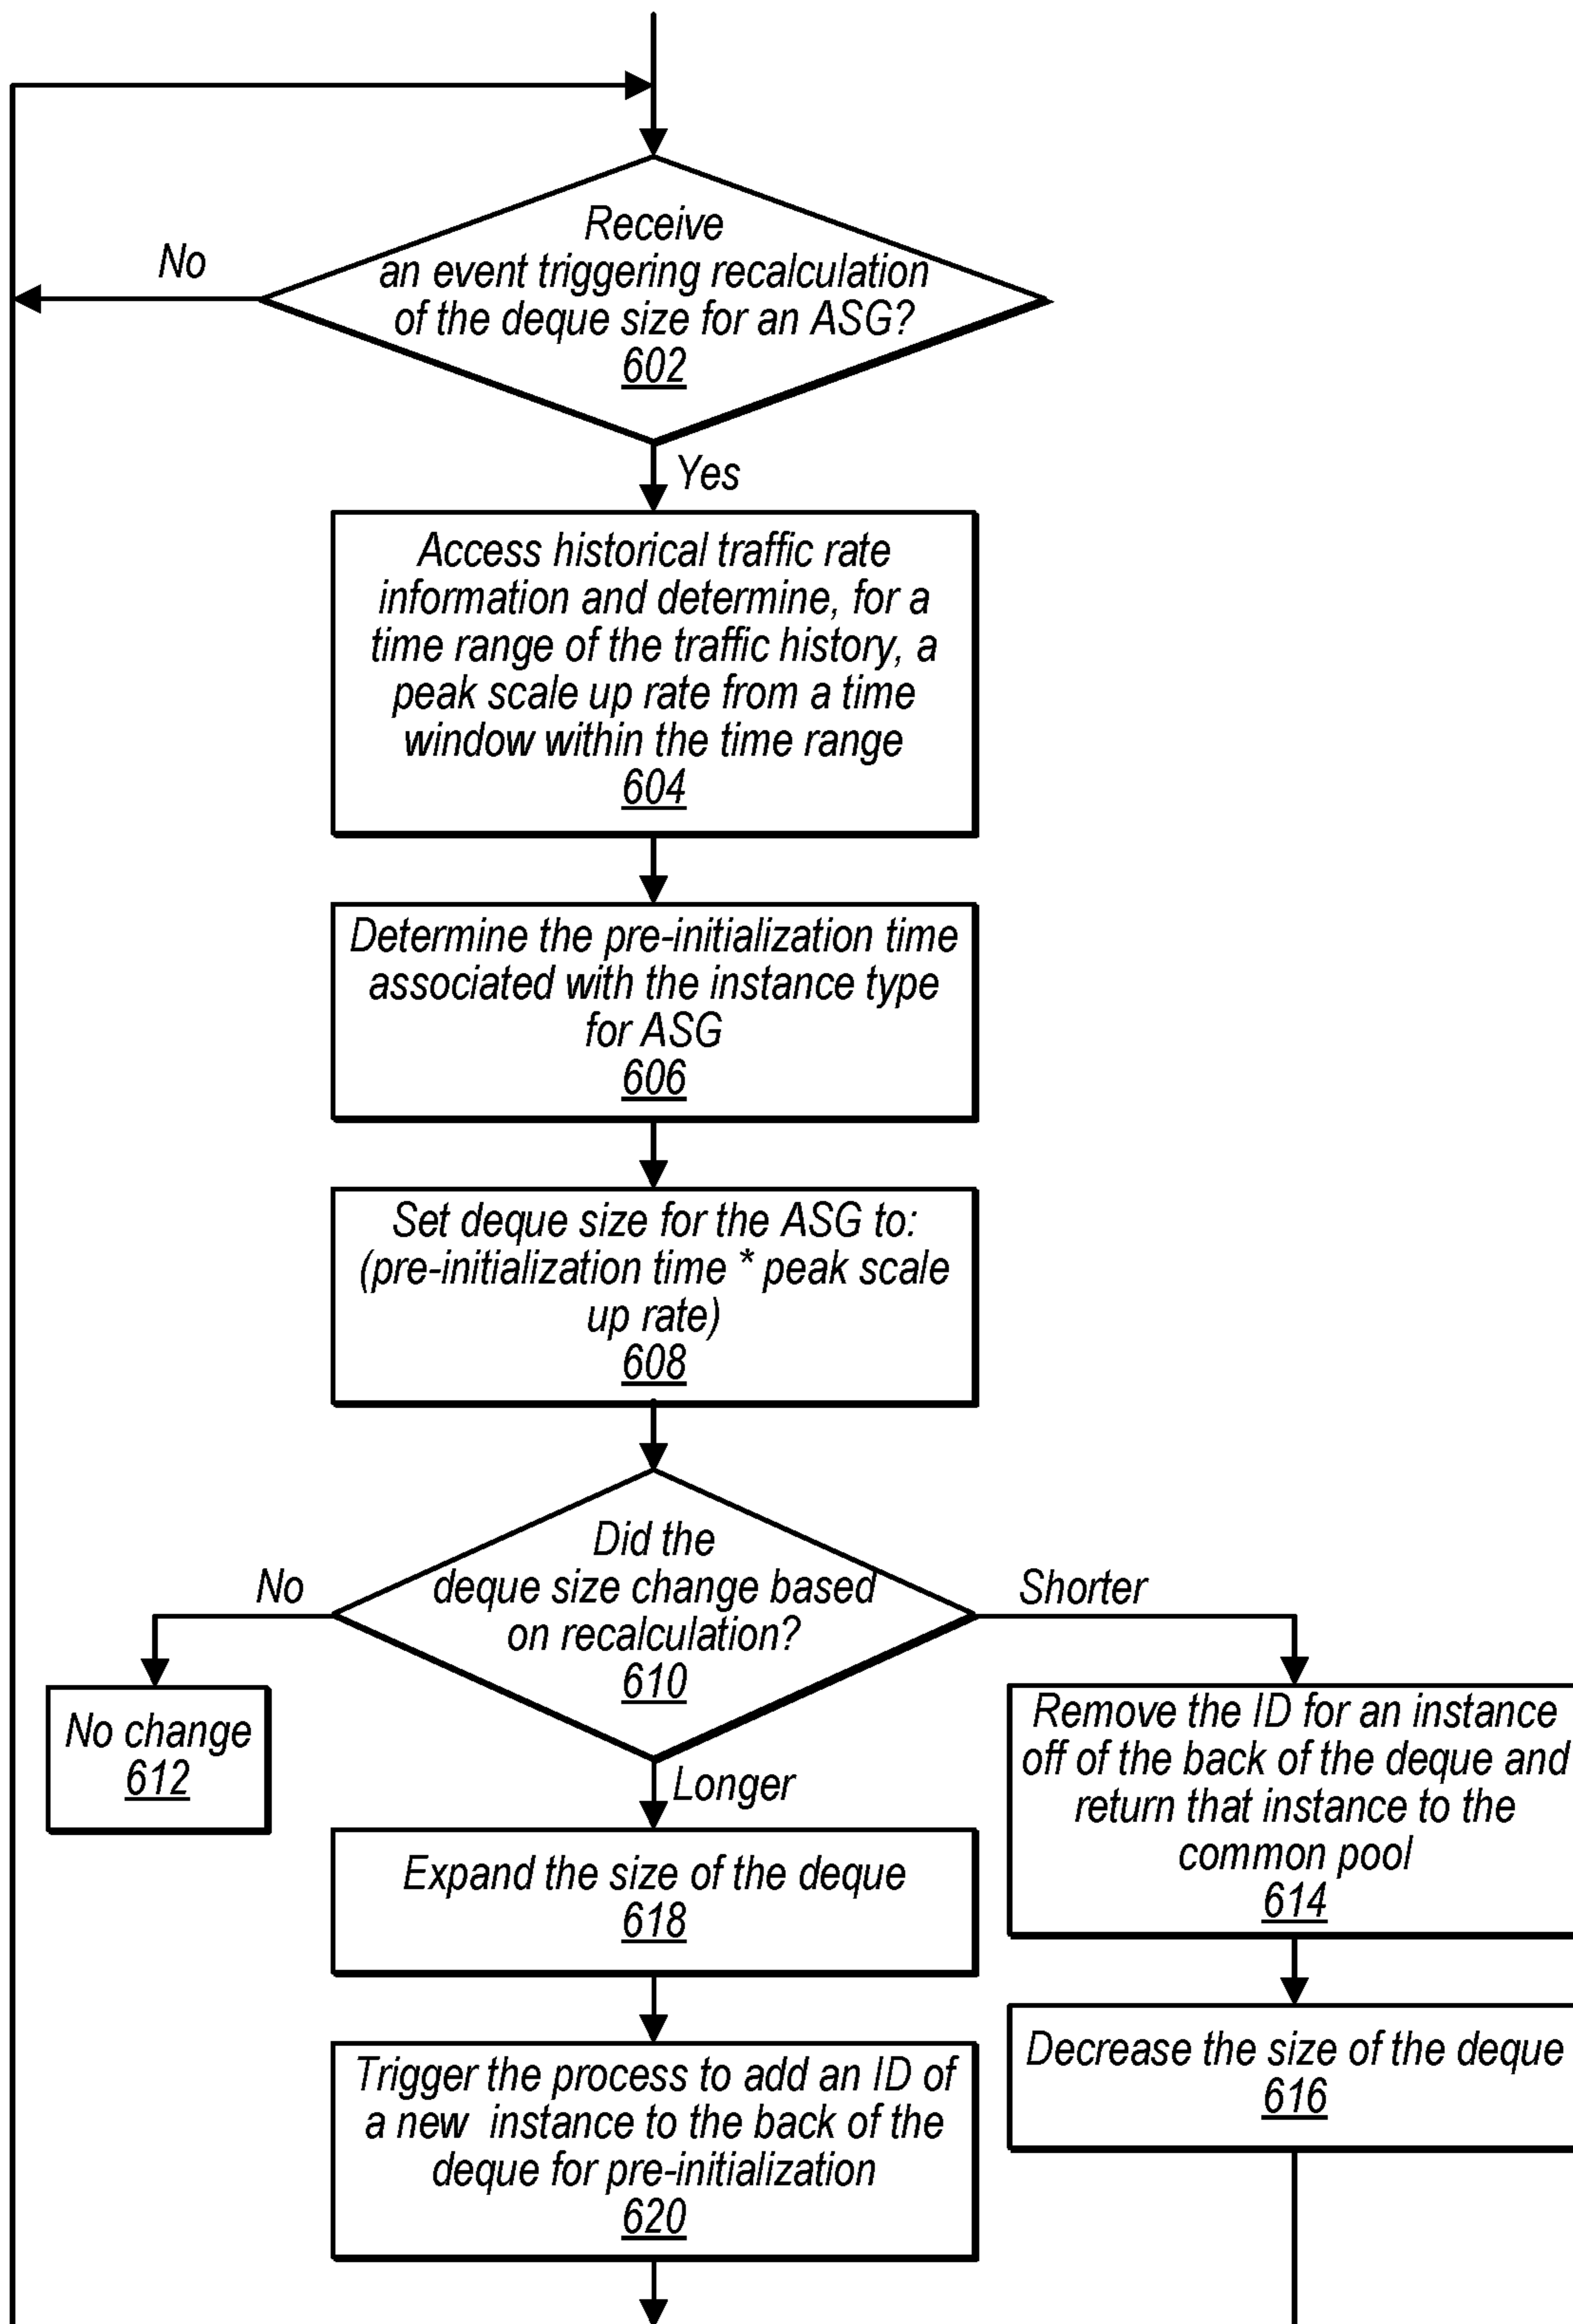 Receive
an event triggering recalculation
of the deque size for an ASG?
602
No
Yes
Access historical traffic rate
information and determine, for a
time range of the traffic history, a
peak scale up rate from a time
window within the time range
604
Determine the pre-initialization time
associated with the instance type
for ASG
606
Set deque size for the ASG to:
(pre-initialization time * peak scale
up rate)
608
Did the
deque size change based
on recalculation?
610
No
Shorter
Longer
No change
612
Remove the ID for an instance
off of the back of the deque and
return that instance to the
common pool
614
Expand the size of the deque
618
Decrease the size of the deque
616
Trigger the process to add an ID of
a new instance to the back of the
deque for pre-initialization
620